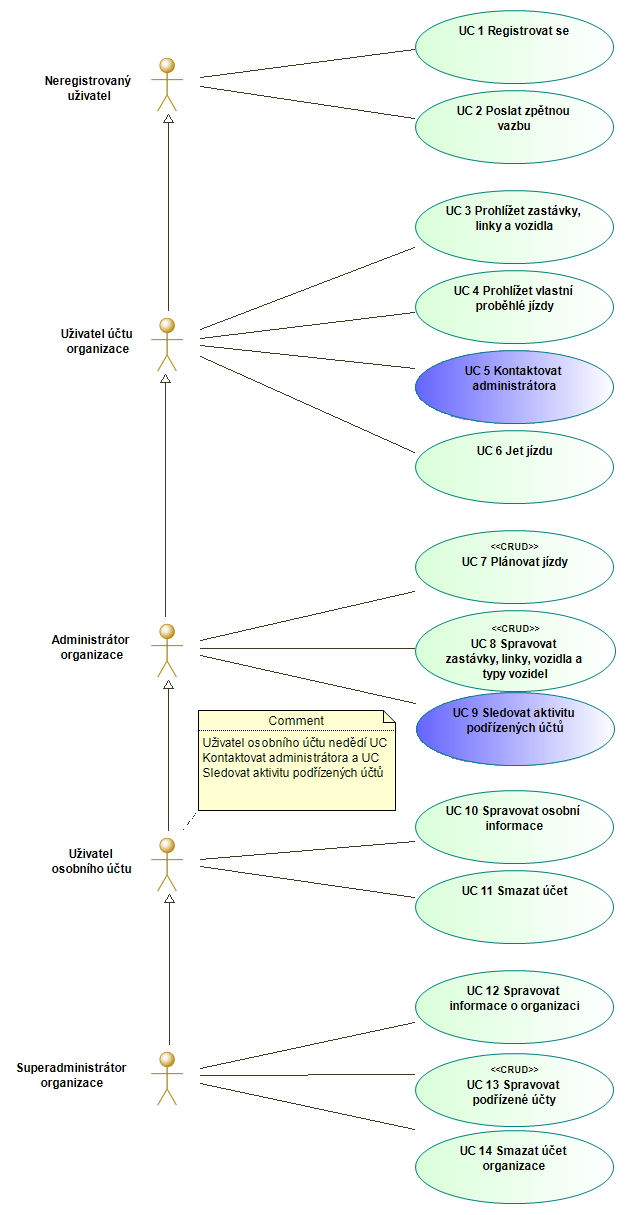 UC 1 Registrovat se
Neregistrovaný
uživatel
UC 2 Poslat zpětnou
vazbu
UC 3 Prohlížet zastávky,
linky a vozidla
UC 4 Prohlížet vlastní
proběhlé jízdy
Uživatel účtu
organizace
UC 5 Kontaktovat
administrátora
UC 6 Jet jízdu
<<CRUD>>
UC 7 Plánovat jízdy
Administrátor
organizace
<<CRUD>>
UC 8 Spravovat
zastávky, linky, vozidla a
typy vozidel
UC 9 Sledovat aktivitu
podřízených účtů
Comment
Uživatel osobního účtu nedědí UC
Kontaktovat administrátora a UC
Sledovat aktivitu podřízených účtů
UC 10 Spravovat osobní
informace
Uživatel
osobního účtu
UC 11 Smazat účet
UC 12 Spravovat
informace o organizaci
Superadministrátor
organizace
<<CRUD>>
UC 13 Spravovat
podřízené účty
UC 14 Smazat účet
organizace